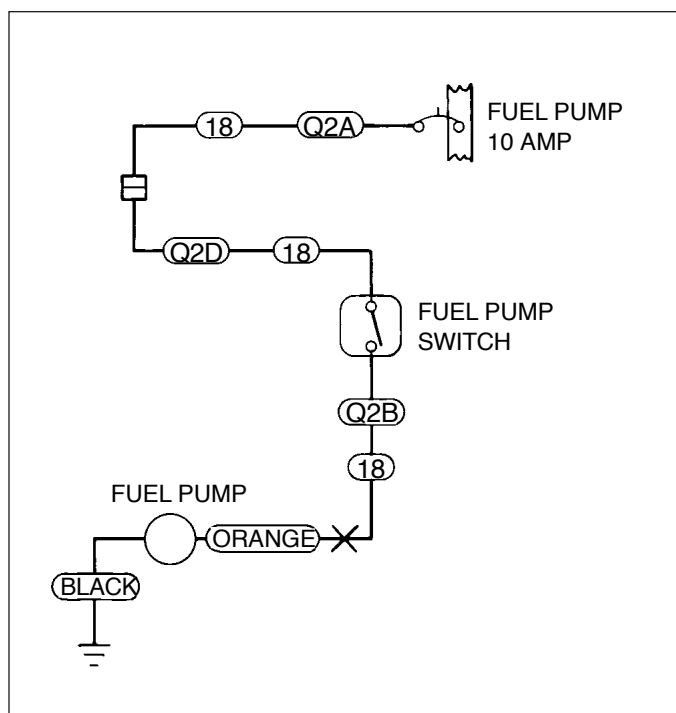 18
Q2A
FUEL PUMP
10 AMP
Q2D
18
FUEL PUMP
SWITCH
Q2B
18
FUEL PUMP
ORANGE
BLACK